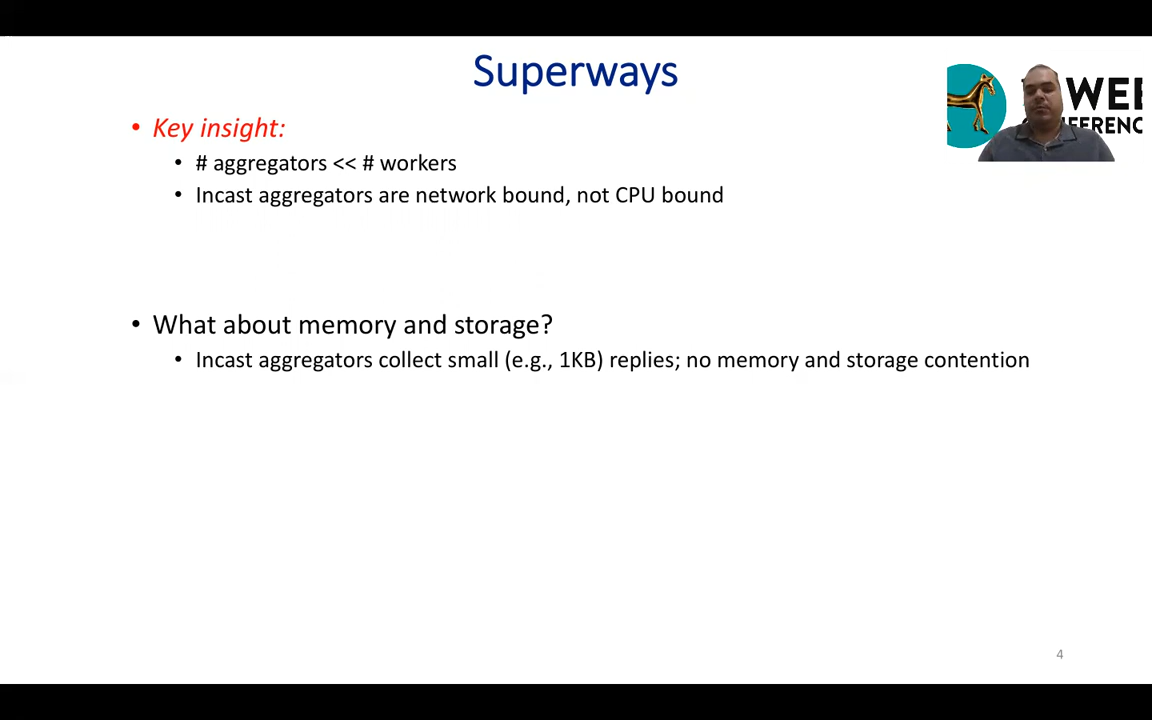 Superways
• Key insight:
• # aggregators << # workers
• Incast aggregators are network bound, not CPU bound
• What about memory and storage?
• Incast aggregators collect small (e.g., 1KB) replies; no memory and storage contention
4